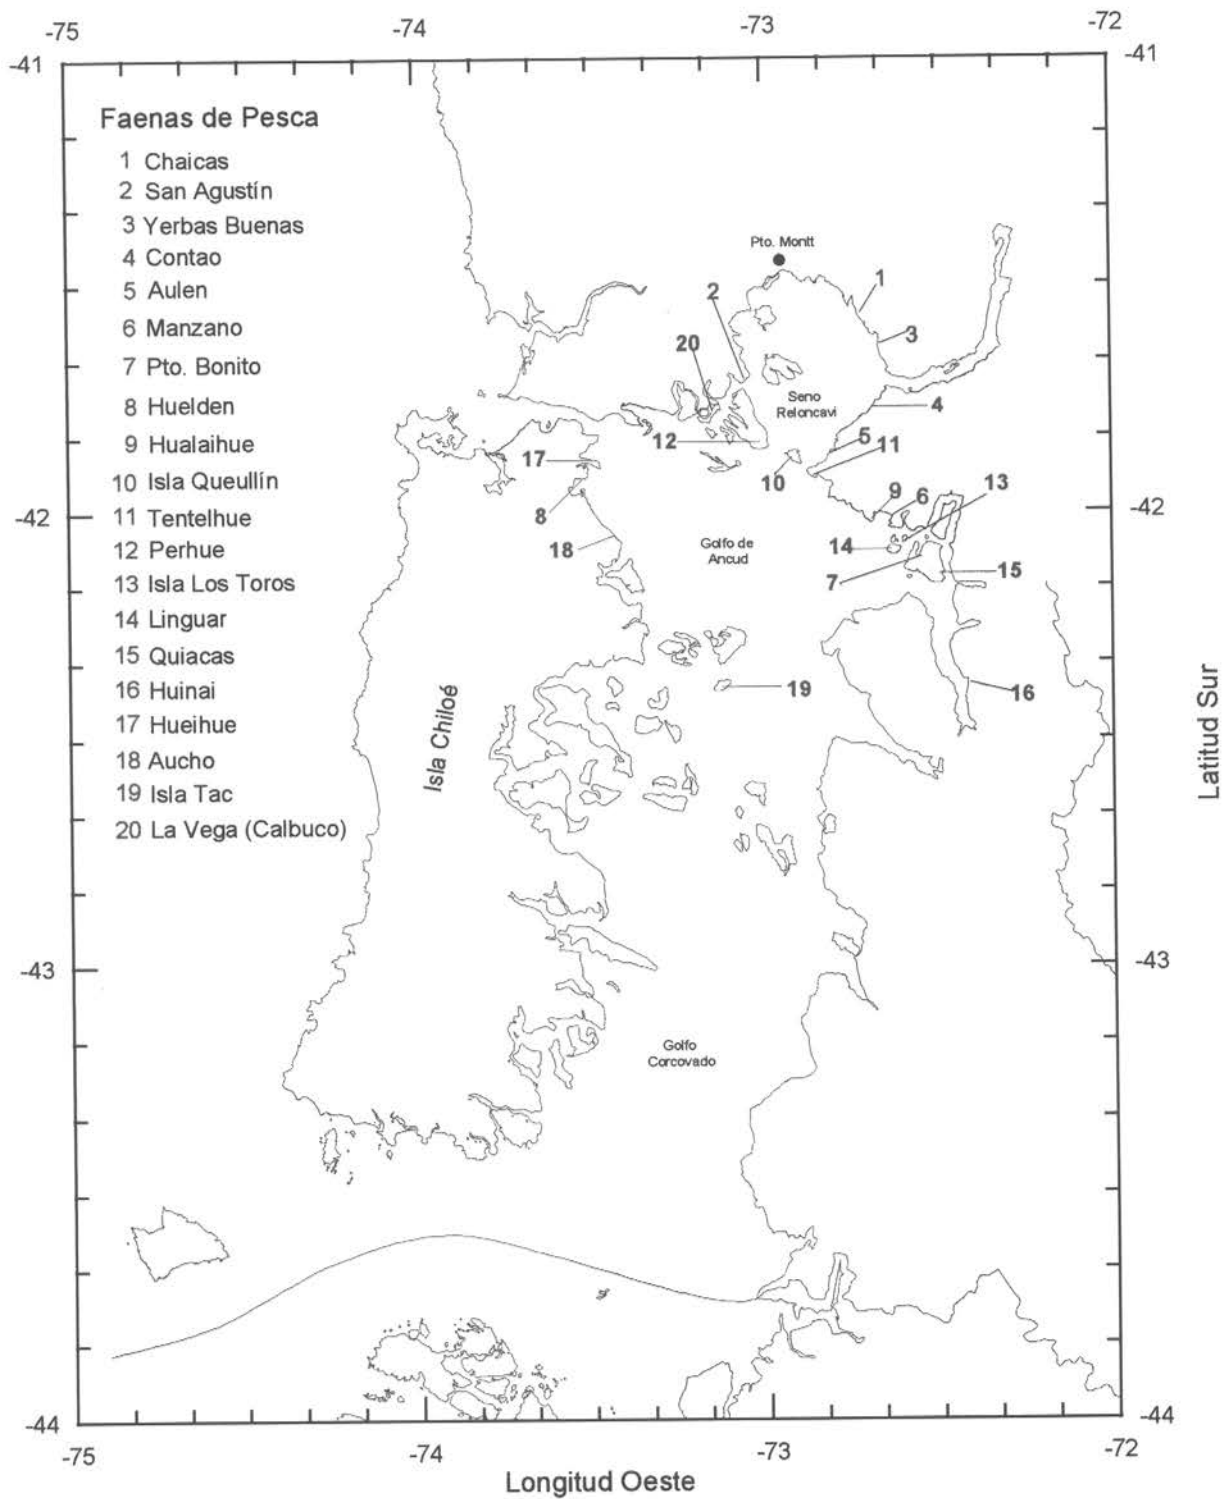 -75 -74 -73 -72
-41 -41
Faenas de Pesca
1 Chaicas
2 San Agustín
3 Yerbas Buenas
4 Contao
5 Aulen
6 Manzano
7 Pto. Bonito
8 Huelden
9 Hualaihue
10 Isla Queullín
11 Tentelhue
12 Perhue
13 Isla Los Toros
14 Linguar
15 Quiacas
16 Huinai
17 Hueihue
18 Aucho
19 Isla Tac
20 La Vega (Calbuco)
Pto. Montt
1
2
3
20
Seno
Reloncavi
4
12
5
11
17
10
13
9
6
8
-42 -42
18
Golfo de
Ancud
14
7
15
19
16
Isla Chiloé
Latitud Sur
-43 -43
Golfo
Corcovado
-44 -44
-75 -74 -73 -72
Longitud Oeste